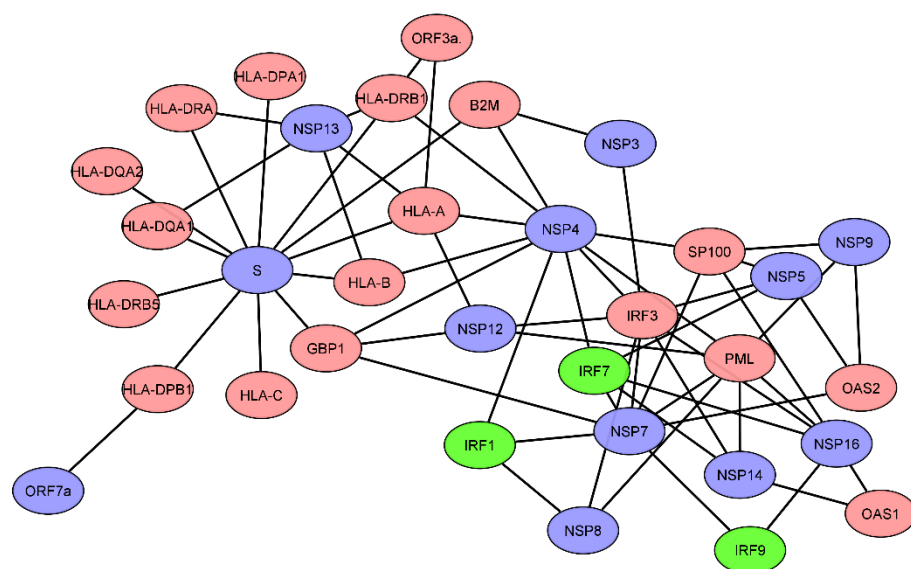 ORF3a.
HLA-DPA1
HLA-DRA
HLA-DRB1
B2M
NSP13
NSP3
HLA-DQA2
HLA-DQA1
HLA-A
NSP4
SP100
NSP9
S
HLA-B
NSP5
HLA-DRB5
NSP12
IRF3
GBP1
PML
IRF7
HLA-DPB1
HLA-C
OAS2
NSP7
IRF1
NSP16
NSP14
ORF7a
OAS1
NSP8
IRF9